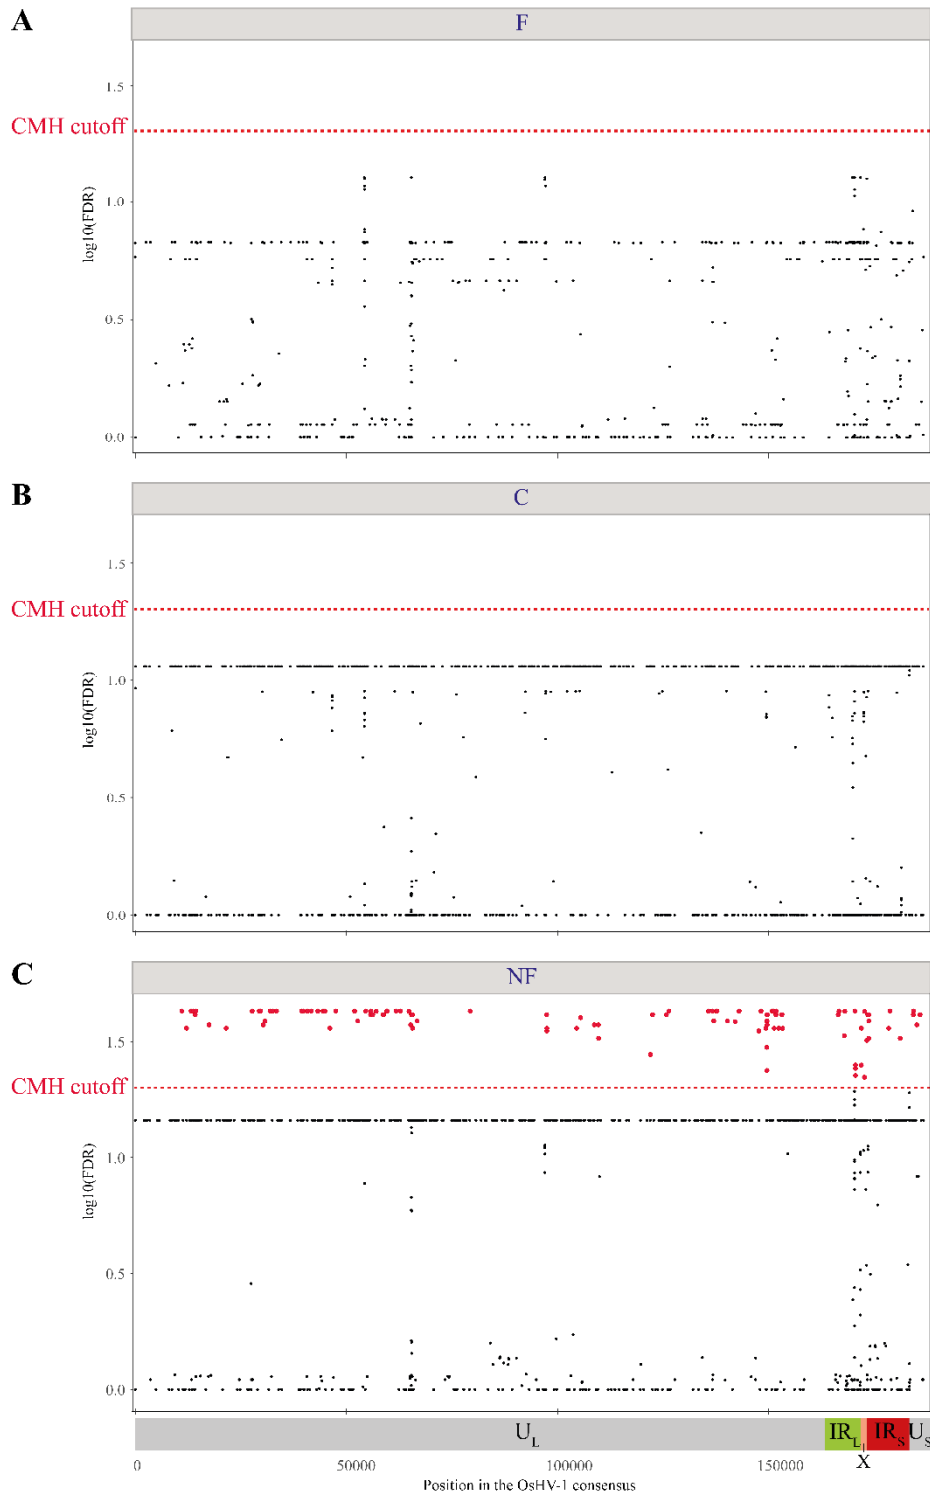 A
F
1.5
CMH cutoff
1.0
log10(FDR)
0.5
0.0
B
C
1.5
CMH cutoff
1.0
log10(FDR)
0.5
0.0
C
NF
1.5
CMH cutoff
1.0
log10(FDR)
0.5
0.0
UL IRL IRS US
X
0 50000 100000 150000
Position in the OsHV-1 consensus